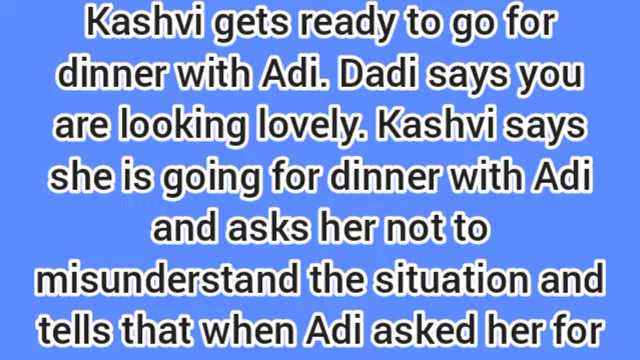 Kashvi gets ready to go for
dinner with Adi. Dadi says you
are looking lovely. Kashvi says
she is going for dinner with Adi
and asks her not to
misunderstand the situation and
tells that when Adi asked her for